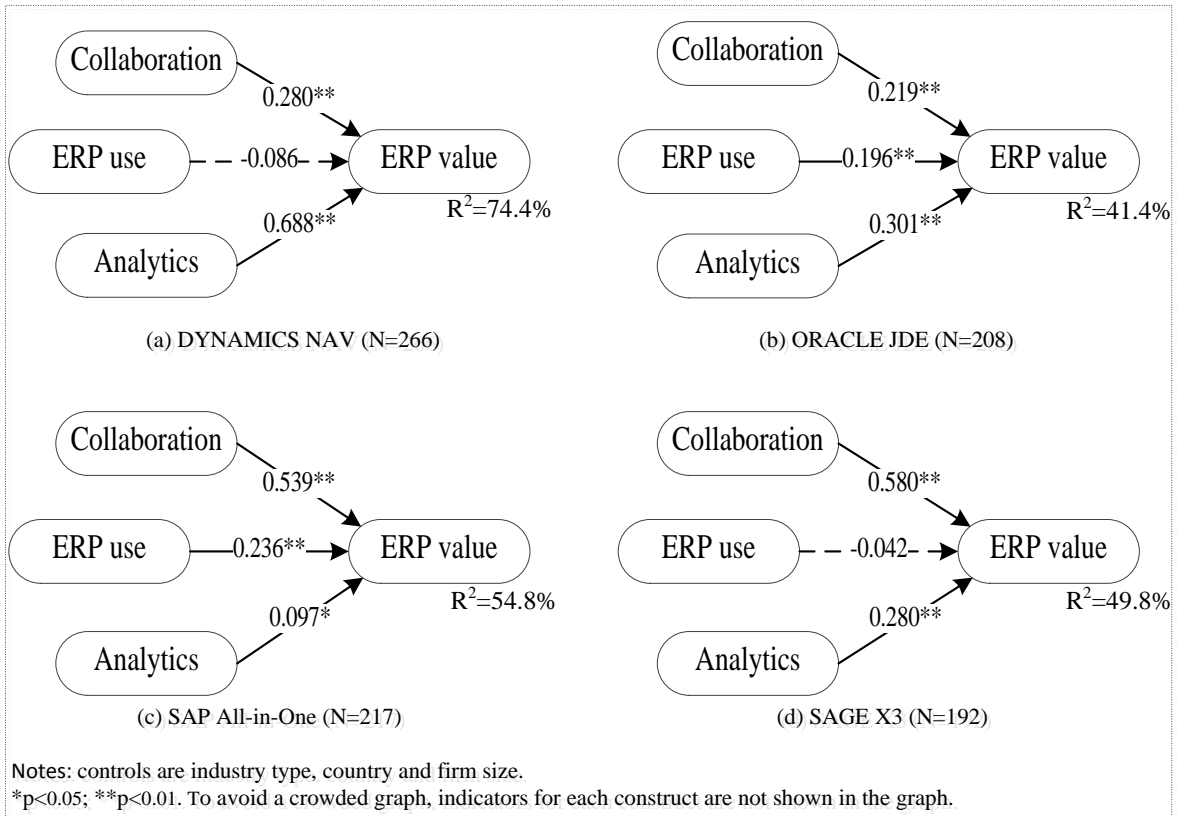 Collaboration
0.280**
ERP use
-0.086
ERP value
R²=74.4%
0.688**
Analytics
(a) DYNAMICS NAV (N=266)
Collaboration
0.219**
ERP use
0.196**
ERP value
R²=41.4%
0.301**
Analytics
(b) ORACLE JDE (N=208)
Collaboration
0.539**
ERP use
0.236**
ERP value
R²=54.8%
0.097*
Analytics
(c) SAP All-in-One (N=217)
Collaboration
0.580**
ERP use
-0.042
ERP value
R²=49.8%
0.280**
Analytics
(d) SAGE X3 (N=192)
Notes: controls are industry type, country and firm size.
*p<0.05; **p<0.01. To avoid a crowded graph, indicators for each construct are not shown in the graph.